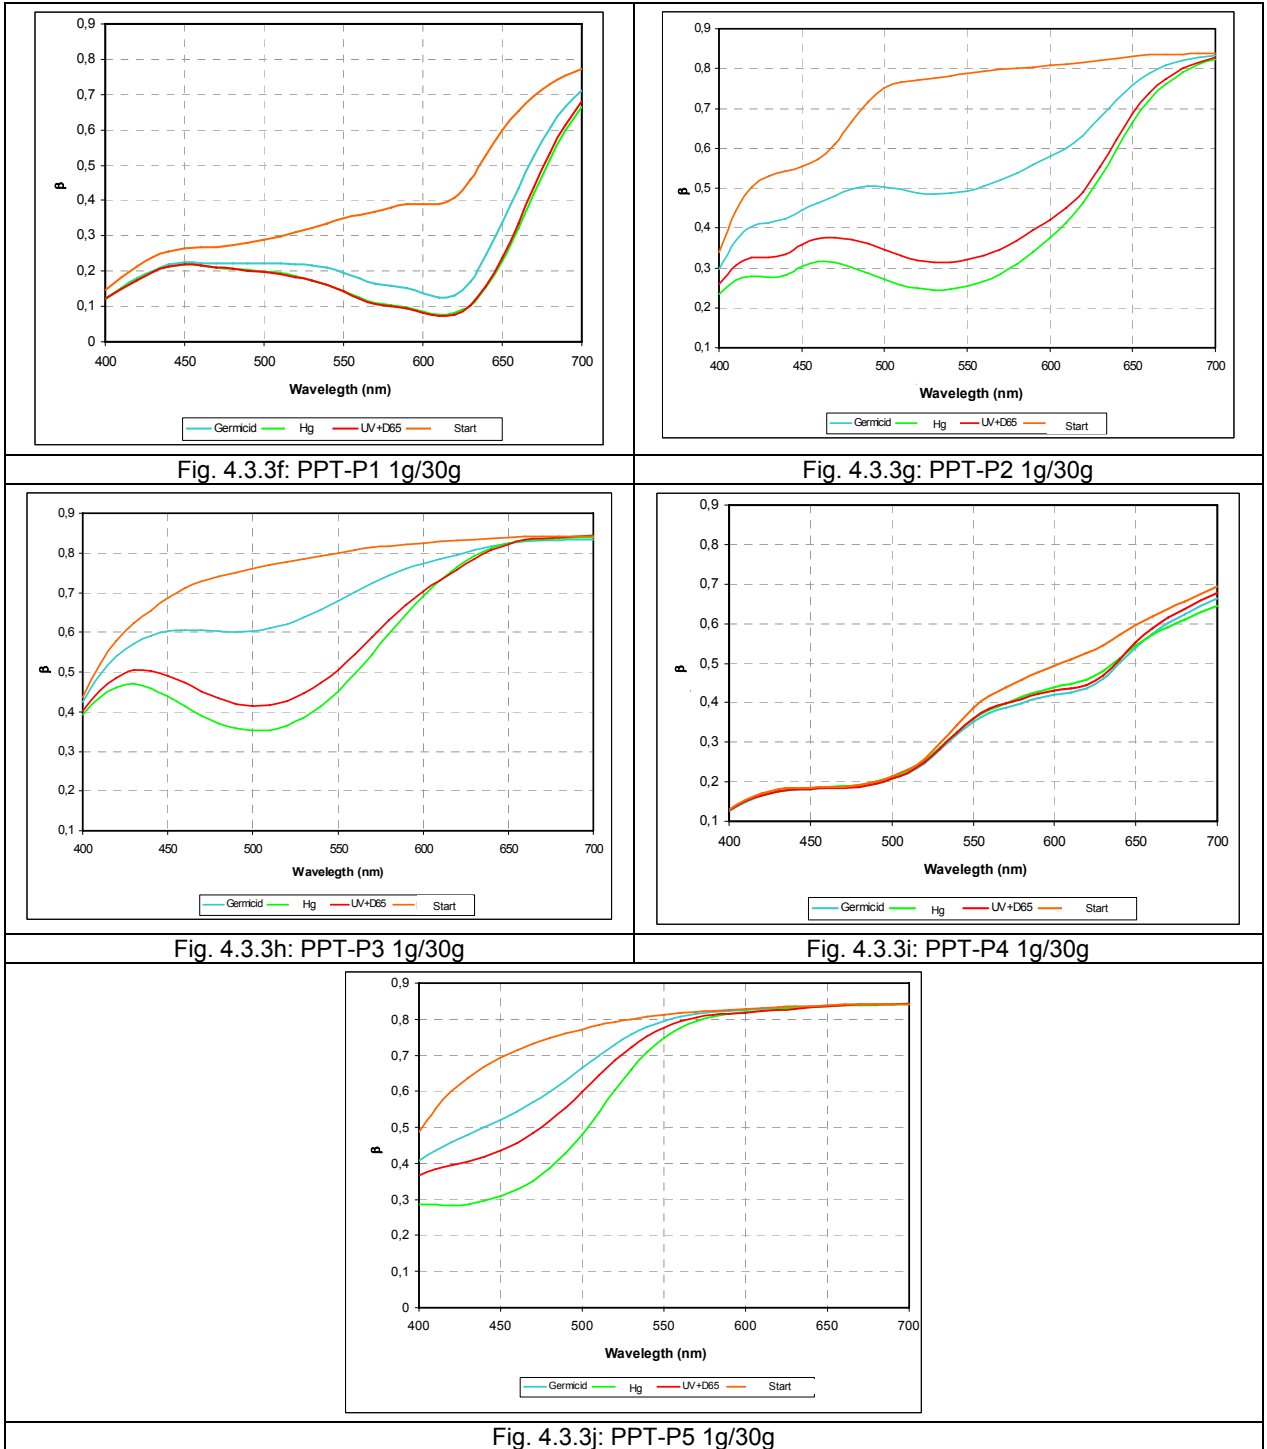 0,9
0,8
0,7
0,6
0,5
0,4
0,3
0,2
0,1
0
β
400 450 500 550 600 650 700
Wavelegth (nm)
Germicid Hg UV+D65 Start
Fig. 4.3.3f: PPT-P1 1g/30g
0,9
0,8
0,7
0,6
0,5
0,4
0,3
0,2
0,1
β
400 450 500 550 600 650 700
Wavelegth (nm)
Germicid Hg UV+D65 Start
Fig. 4.3.3g: PPT-P2 1g/30g
0,9
0,8
0,7
0,6
0,5
0,4
0,3
0,2
0,1
β
400 450 500 550 600 650 700
Wavelegth (nm)
Germicid Hg UV+D65 Start
Fig. 4.3.3h: PPT-P3 1g/30g
0,9
0,8
0,7
0,6
0,5
0,4
0,3
0,2
0,1
β
400 450 500 550 600 650 700
Wavelegth (nm)
Germicid Hg UV+D65 Start
Fig. 4.3.3i: PPT-P4 1g/30g
0,9
0,8
0,7
0,6
0,5
0,4
0,3
0,2
0,1
0
β
400 450 500 550 600 650 700
Wavelegth (nm)
Germicid Hg UV+D65 Start
Fig. 4.3.3j: PPT-P5 1g/30g